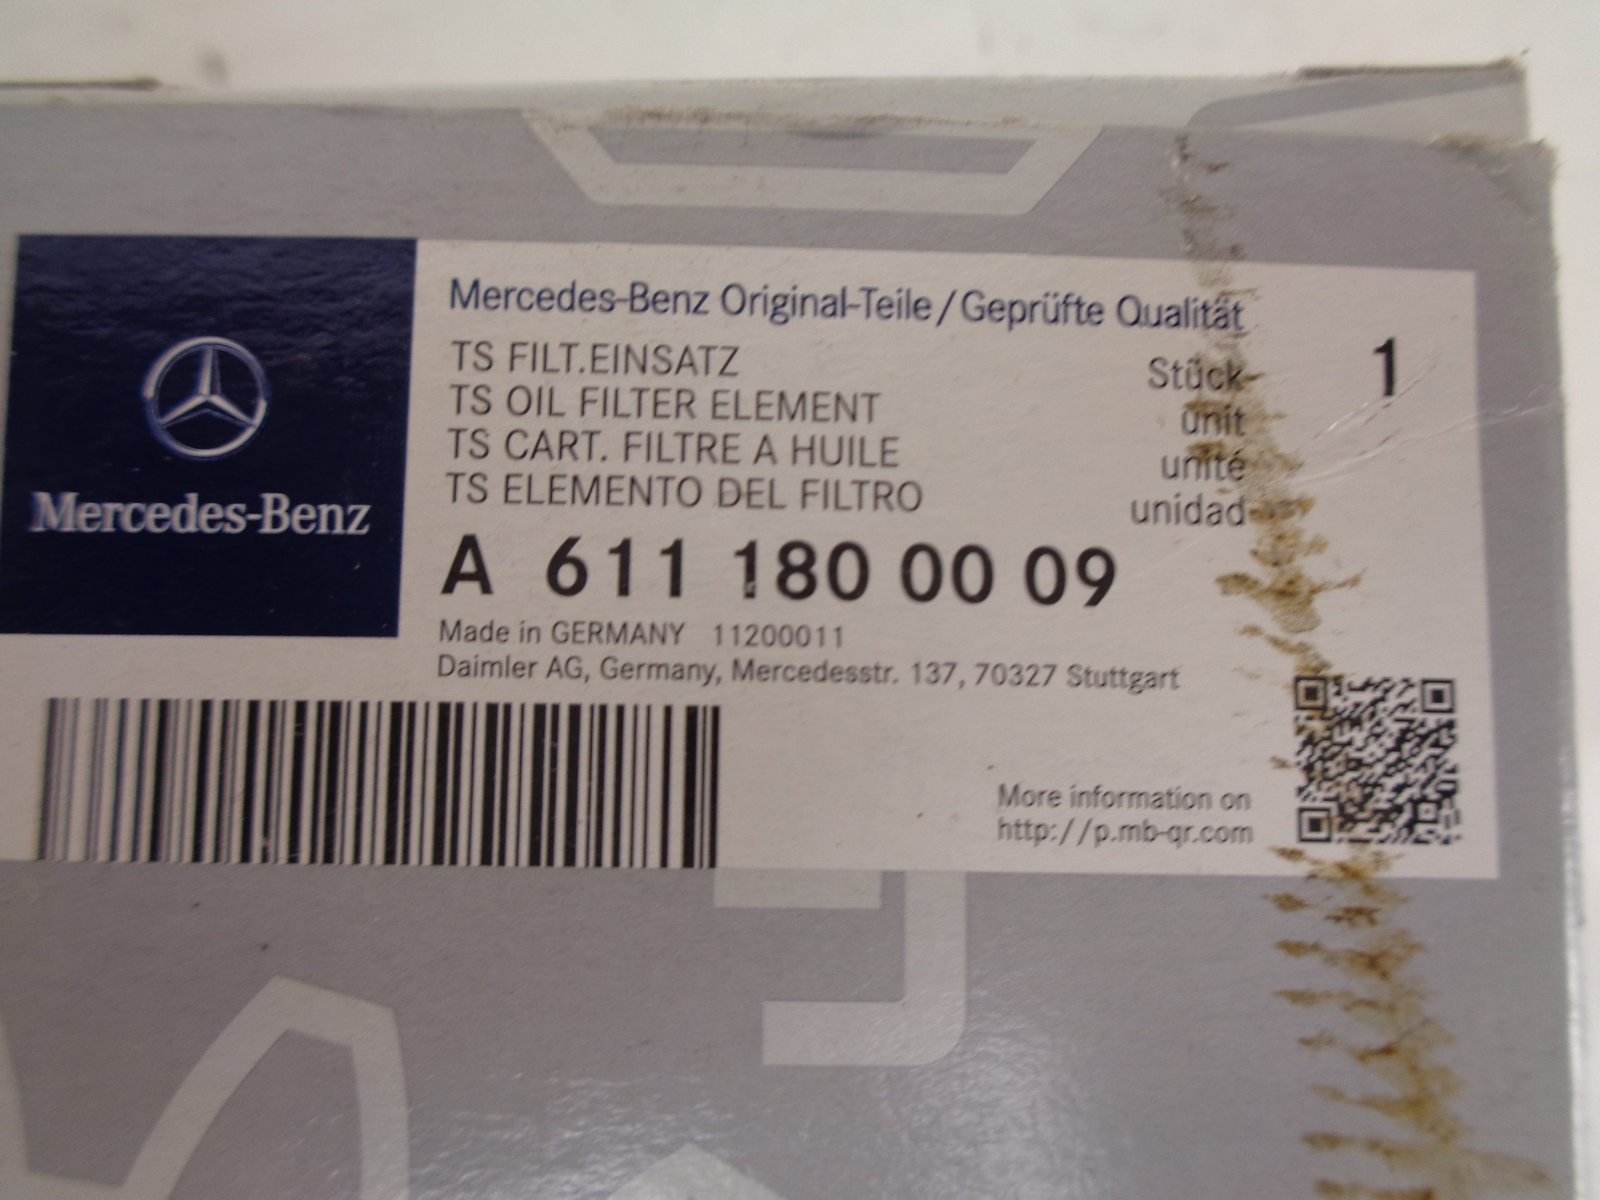 Mercedes-Benz
Mercedes-Benz Original-Teile/Geprüfte Qualität
TS FILT.EINSATZ
TS OIL FILTER ELEMENT
TS CART. FILTRE A HUILE
TS ELEMENTO DEL FILTRO
Stück 1
unit
unité
unidad
A 611 180 00 09
Made in GERMANY 11200011
Daimler AG, Germany, Mercedesstr. 137, 70327 Stuttgart
More information on
http://p.mb-qr.com